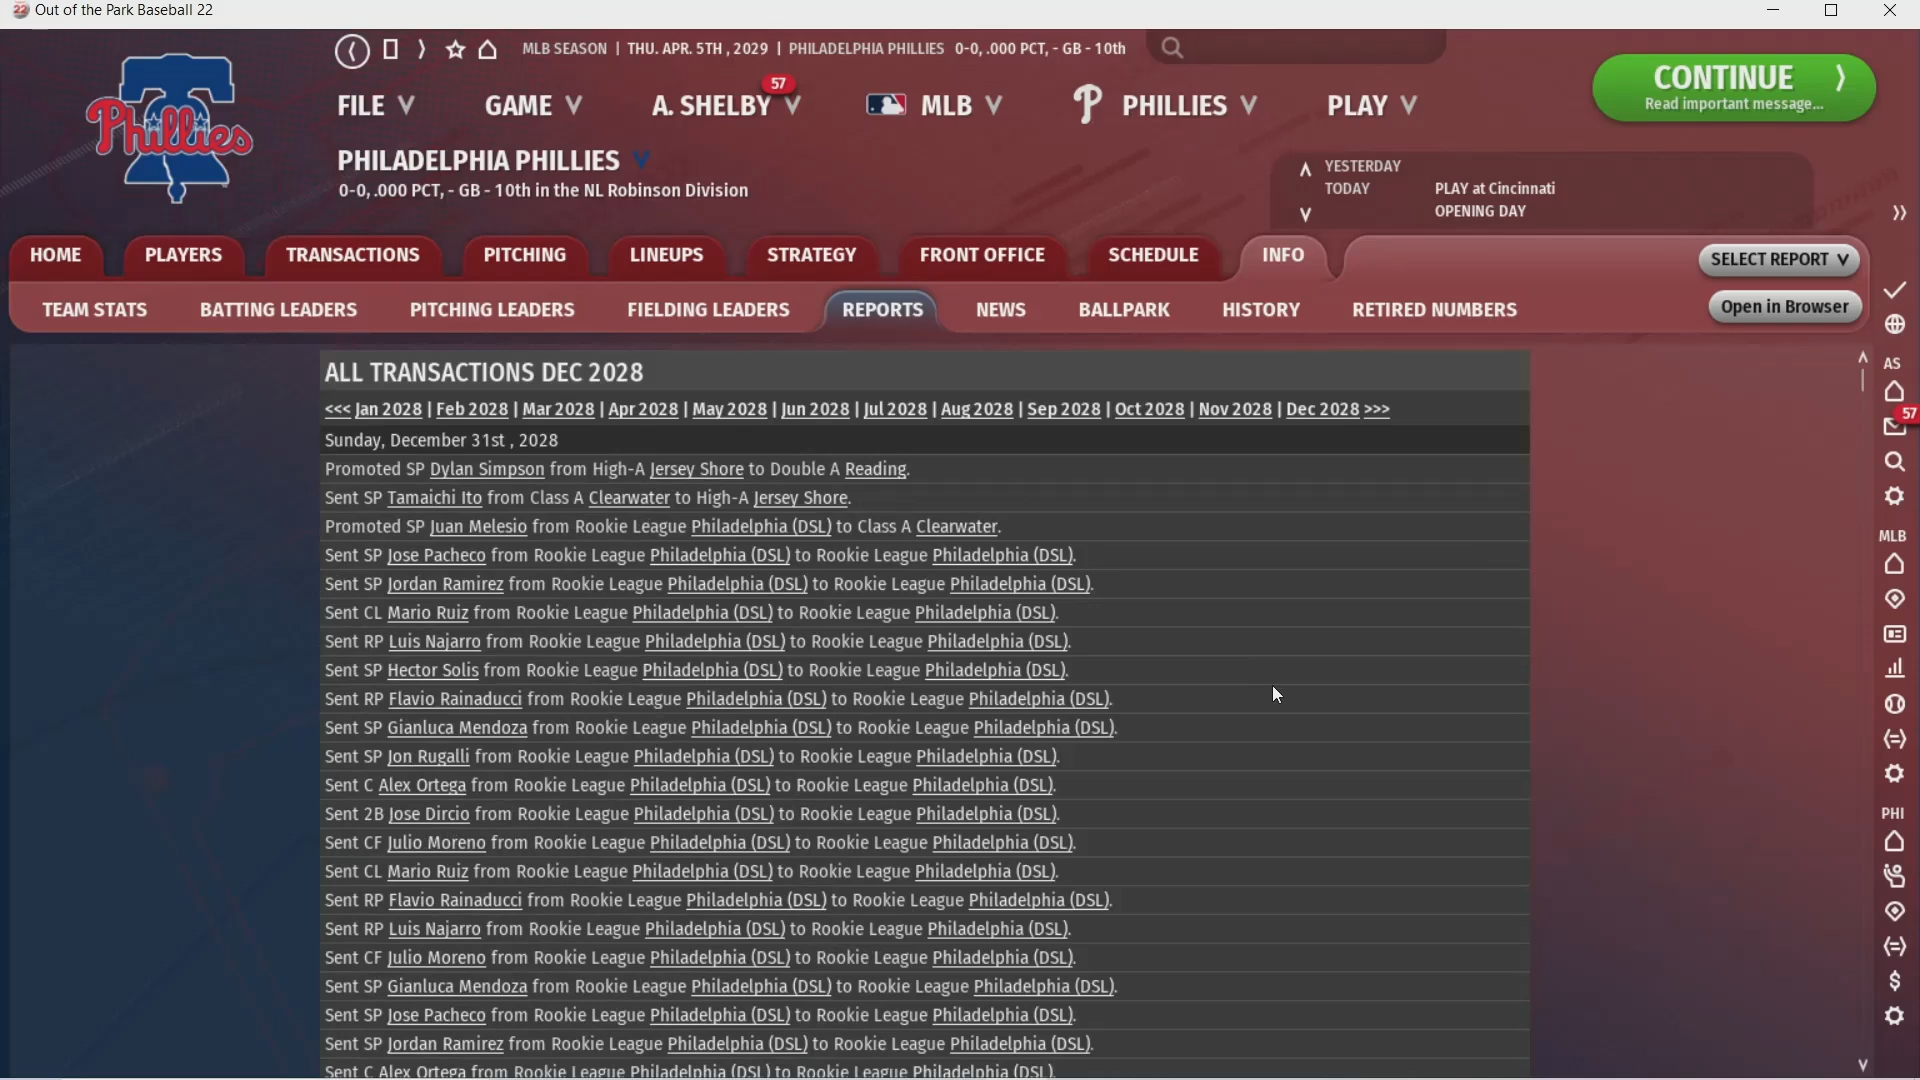 Out of the Park Baseball 22
MLB SEASON | THU. APR. 5TH , 2029 | PHILADELPHIA PHILLIES 0-0, .000 PCT, - GB - 10th
CONTINUE
Read important message...
57
FILE
GAME
A. SHELBY
MLB
PHILLIES
PLAY
Phillies
PHILADELPHIA PHILLIES
0-0, .000 PCT, - GB - 10th in the NL Robinson Division
YESTERDAY
TODAY PLAY at Cincinnati
OPENING DAY
HOME
PLAYERS
TRANSACTIONS
PITCHING
LINEUPS
STRATEGY
FRONT OFFICE
SCHEDULE
INFO
SELECT REPORT
TEAM STATS
BATTING LEADERS
PITCHING LEADERS
FIELDING LEADERS
REPORTS
NEWS
BALLPARK
HISTORY
RETIRED NUMBERS
Open in Browser
ALL TRANSACTIONS DEC 2028
<<< Jan 2028 | Feb 2028 | Mar 2028 | Apr 2028 | May 2028 | Jun 2028 | Jul 2028 | Aug 2028 | Sep 2028 | Oct 2028 | Nov 2028 | Dec 2028 >>>
Sunday, December 31st , 2028
Promoted SP Dylan Simpson from High-A Jersey Shore to Double A Reading.
Sent SP Tamaichi Ito from Class A Clearwater to High-A Jersey Shore.
Promoted SP Juan Melesio from Rookie League Philadelphia (DSL) to Class A Clearwater.
Sent SP Jose Pacheco from Rookie League Philadelphia (DSL) to Rookie League Philadelphia (DSL).
Sent SP Jordan Ramirez from Rookie League Philadelphia (DSL) to Rookie League Philadelphia (DSL).
Sent CL Mario Ruiz from Rookie League Philadelphia (DSL) to Rookie League Philadelphia (DSL).
Sent RP Luis Najarro from Rookie League Philadelphia (DSL) to Rookie League Philadelphia (DSL).
Sent SP Hector Solis from Rookie League Philadelphia (DSL) to Rookie League Philadelphia (DSL).
Sent RP Flavio Rainaducci from Rookie League Philadelphia (DSL) to Rookie League Philadelphia (DSL).
Sent SP Gianluca Mendoza from Rookie League Philadelphia (DSL) to Rookie League Philadelphia (DSL).
Sent SP Jon Rugalli from Rookie League Philadelphia (DSL) to Rookie League Philadelphia (DSL).
Sent C Alex Ortega from Rookie League Philadelphia (DSL) to Rookie League Philadelphia (DSL).
Sent 2B Jose Dircio from Rookie League Philadelphia (DSL) to Rookie League Philadelphia (DSL).
Sent CF Julio Moreno from Rookie League Philadelphia (DSL) to Rookie League Philadelphia (DSL).
Sent CL Mario Ruiz from Rookie League Philadelphia (DSL) to Rookie League Philadelphia (DSL).
Sent RP Flavio Rainaducci from Rookie League Philadelphia (DSL) to Rookie League Philadelphia (DSL).
Sent RP Luis Najarro from Rookie League Philadelphia (DSL) to Rookie League Philadelphia (DSL).
Sent CF Julio Moreno from Rookie League Philadelphia (DSL) to Rookie League Philadelphia (DSL).
Sent SP Gianluca Mendoza from Rookie League Philadelphia (DSL) to Rookie League Philadelphia (DSL).
Sent SP Jose Pacheco from Rookie League Philadelphia (DSL) to Rookie League Philadelphia (DSL).
Sent SP Jordan Ramirez from Rookie League Philadelphia (DSL) to Rookie League Philadelphia (DSL).
Sent C Alex Ortega from Rookie League Philadelphia (DSL) to Rookie League Philadelphia (DSL).
AS
57
MLB
PHI
$